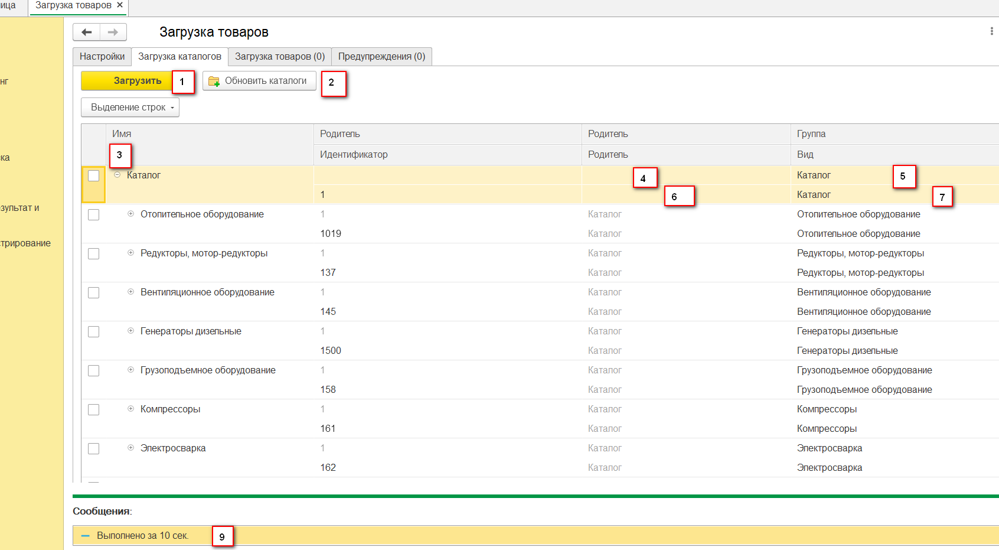 ица Загрузка товаров
Загрузка товаров
Настройки Загрузка каталогов Загрузка товаров (0) Предупреждения (0)
Загрузить 1 Обновить каталоги 2
нг
Выделение строк
Имя Родитель Родитель Группа
3 Идентификатор Родитель Вид
ка
Каталог 4 Каталог 5
1 6 Каталог 7
зультат и
Отопительное оборудование 1 Каталог Отопительное оборудование
1019 Каталог Отопительное оборудование
трирование
Редукторы, мотор-редукторы 1 Каталог Редукторы, мотор-редукторы
137 Каталог Редукторы, мотор-редукторы
Вентиляционное оборудование 1 Каталог Вентиляционное оборудование
145 Каталог Вентиляционное оборудование
Генераторы дизельные 1 Каталог Генераторы дизельные
1500 Каталог Генераторы дизельные
Грузоподъемное оборудование 1 Каталог Грузоподъемное оборудование
158 Каталог Грузоподъемное оборудование
Компрессоры 1 Каталог Компрессоры
161 Каталог Компрессоры
Электросварка 1 Каталог Электросварка
162 Каталог Электросварка
Сообщения:
Выполнено за 10 сек. 9